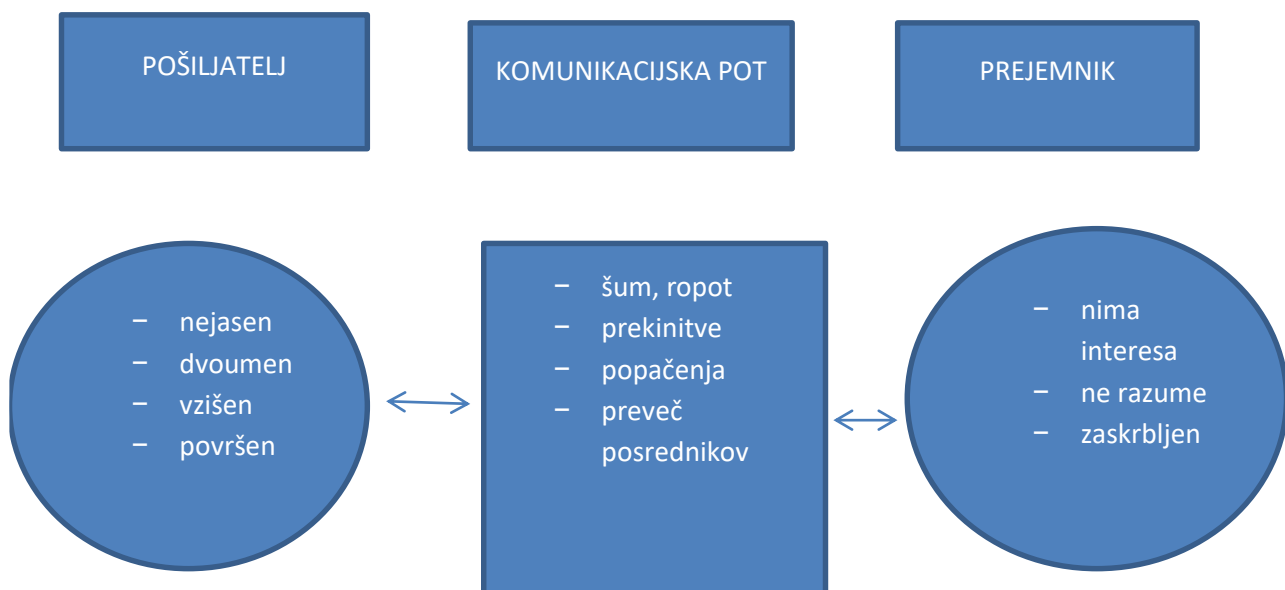 POŠILJATELJ
KOMUNIKACIJSKA POT
PREJEMNIK
– nejasen
– dvoumen
– vzišen
– površen
– šum, ropot
– prekinitve
– popačenja
– preveč
posrednikov
– nima
interesa
– ne razume
– zaskrbljen